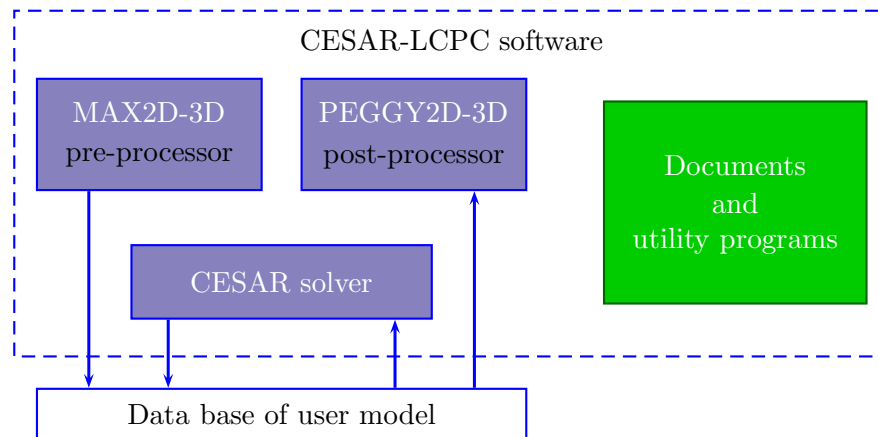 CESAR-LCPC software
MAX2D-3D
pre-processor
PEGGY2D-3D
post-processor
Documents
and
utility programs
CESAR solver
Data base of user model